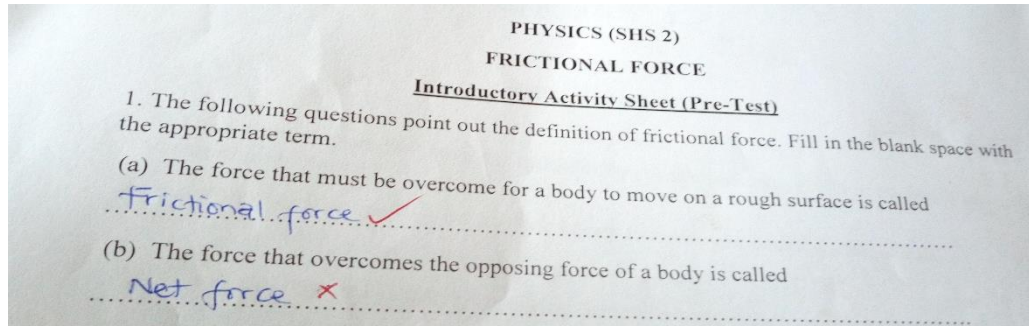 PHYSICS (SHS 2)
FRICTIONAL FORCE
Introductory Activity Sheet (Pre-Test)
1. The following questions point out the definition of frictional force. Fill in the blank space with
the appropriate term.
(a) The force that must be overcome for a body to move on a rough surface is called
frictional force
(b) The force that overcomes the opposing force of a body is called
Net force